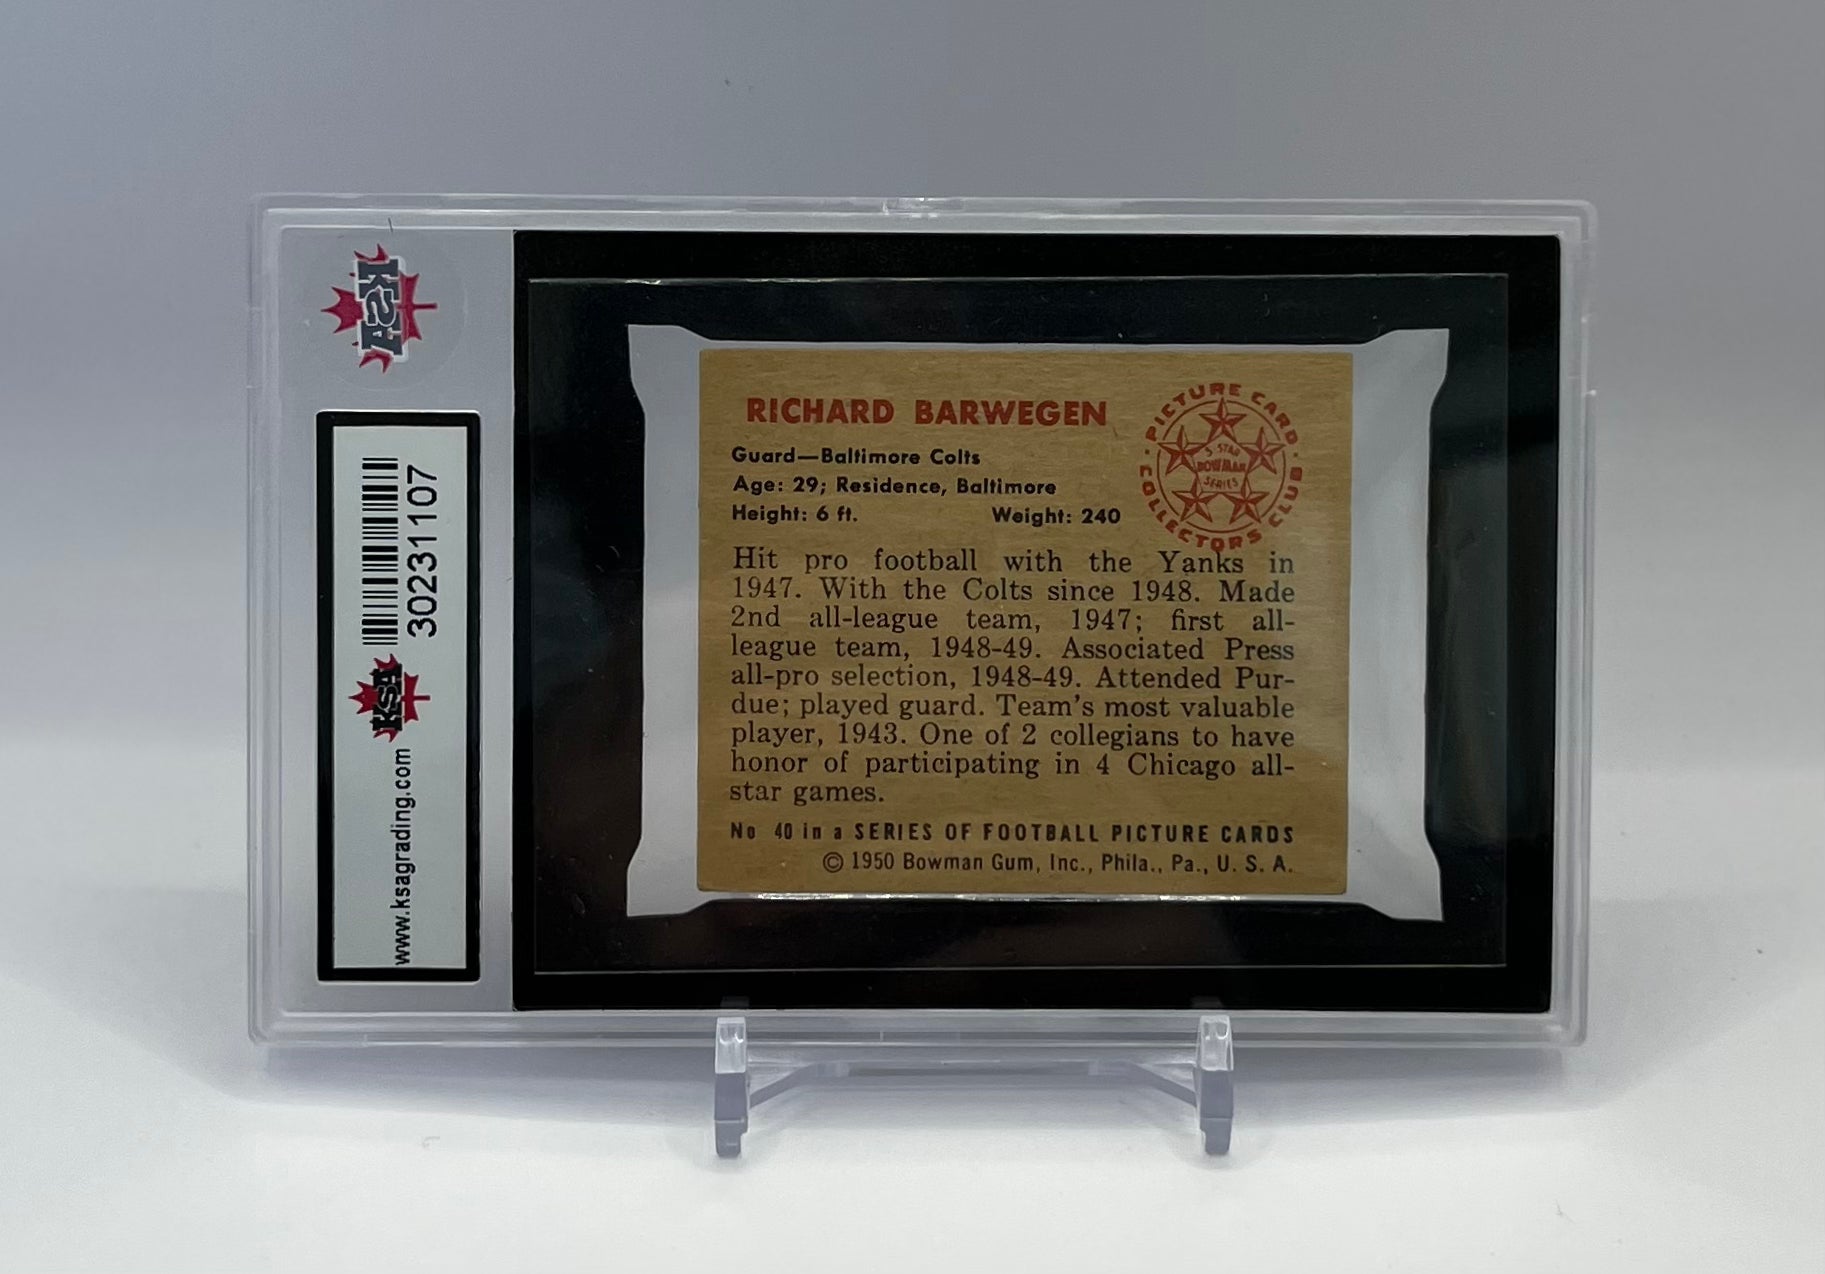 KSA
30231107
KSA
www.ksagrading.com
RICHARD BARWEGEN
Guard—Baltimore Colts
Age: 29; Residence, Baltimore
Height: 6 ft. Weight: 240
PICTURE CARD
COLLECTORS CLUB
5-STAR
BOWMAN
SERIES
Hit pro football with the Yanks in
1947. With the Colts since 1948. Made
2nd all-league team, 1947; first all-
league team, 1948-49. Associated Press
all-pro selection, 1948-49. Attended Pur-
due; played guard. Team's most valuable
player, 1943. One of 2 collegians to have
honor of participating in 4 Chicago all-
star games.
No 40 in a SERIES OF FOOTBALL PICTURE CARDS
© 1950 Bowman Gum, Inc., Phila., Pa., U. S. A.